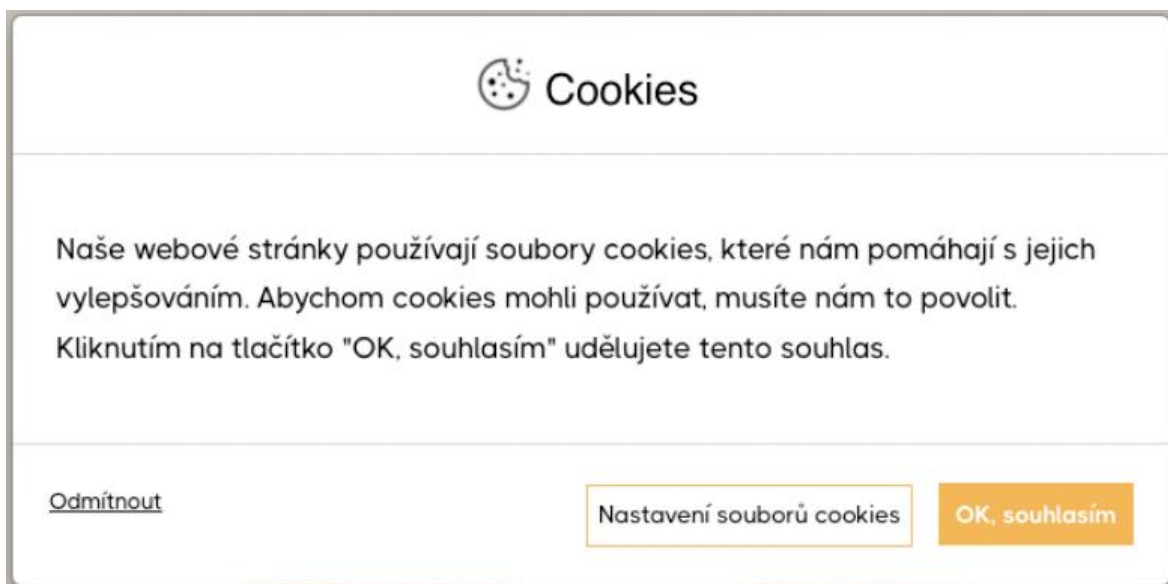 Cookies
Naše webové stránky používají soubory cookies, které nám pomáhají s jejich
vylepšováním. Abychom cookies mohli používat, musíte nám to povolit.
Kliknutím na tlačítko "OK, souhlasím" udělujete tento souhlas.
Odmítnout
Nastavení souborů cookies
OK, souhlasím